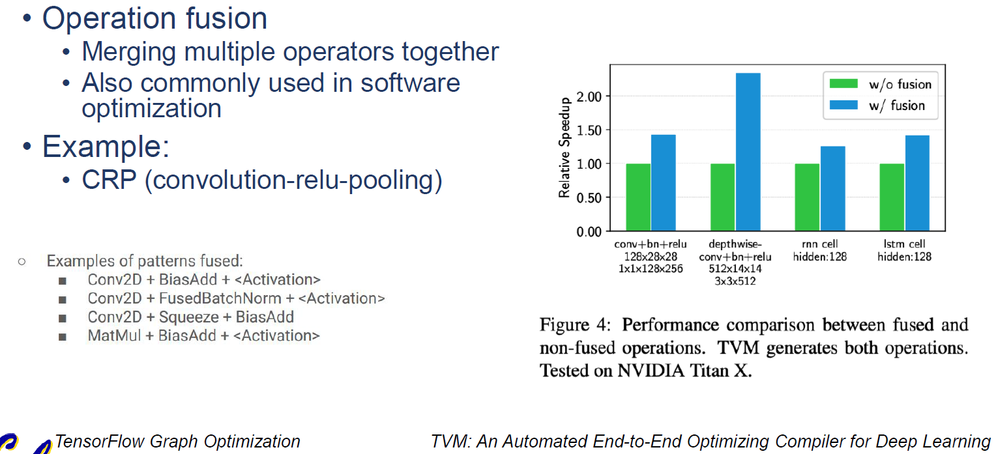 • Operation fusion
• Merging multiple operators together
• Also commonly used in software
optimization
• Example:
• CRP (convolution-relu-pooling)
○ Examples of patterns fused:
■ Conv2D + BiasAdd + <Activation>
■ Conv2D + FusedBatchNorm + <Activation>
■ Conv2D + Squeeze + BiasAdd
■ MatMul + BiasAdd + <Activation>
Relative Speedup
2.00
1.50
1.00
0.50
0.00
w/o fusion
w/ fusion
conv+bn+relu
128x28x28
1x1x128x256
depthwise-
conv+bn+relu
512x14x14
3x3x512
rnn cell
hidden:128
lstm cell
hidden:128
Figure 4: Performance comparison between fused and
non-fused operations. TVM generates both operations.
Tested on NVIDIA Titan X.
TensorFlow Graph Optimization
TVM: An Automated End-to-End Optimizing Compiler for Deep Learning